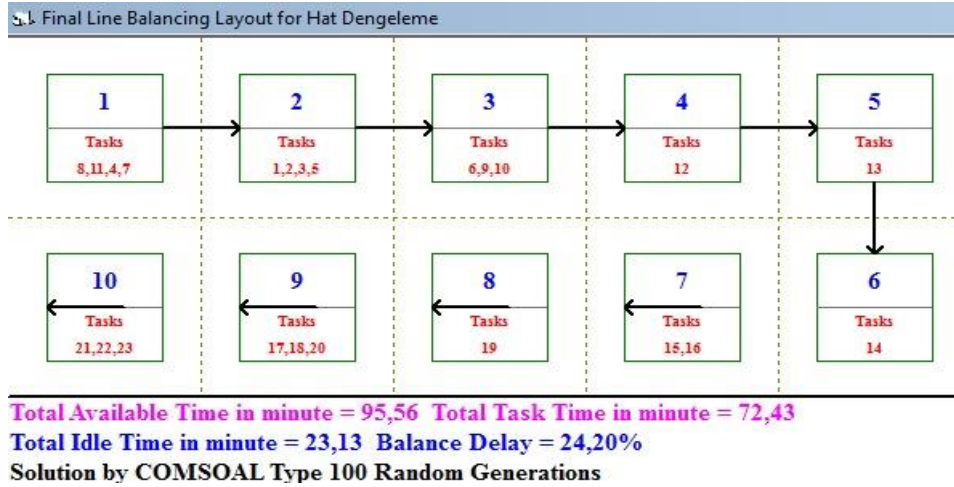 Final Line Balancing Layout for Hat Dengeleme
1 2 3 4 5
Tasks Tasks Tasks Tasks Tasks
8,11,4,7 1,2,3,5 6,9,10 12 13
10 9 8 7 6
Tasks Tasks Tasks Tasks Tasks
21,22,23 17,18,20 19 15,16 14
Total Available Time in minute = 95,56 Total Task Time in minute = 72,43
Total Idle Time in minute = 23,13 Balance Delay = 24,20%
Solution by COMSOAL Type 100 Random Generations